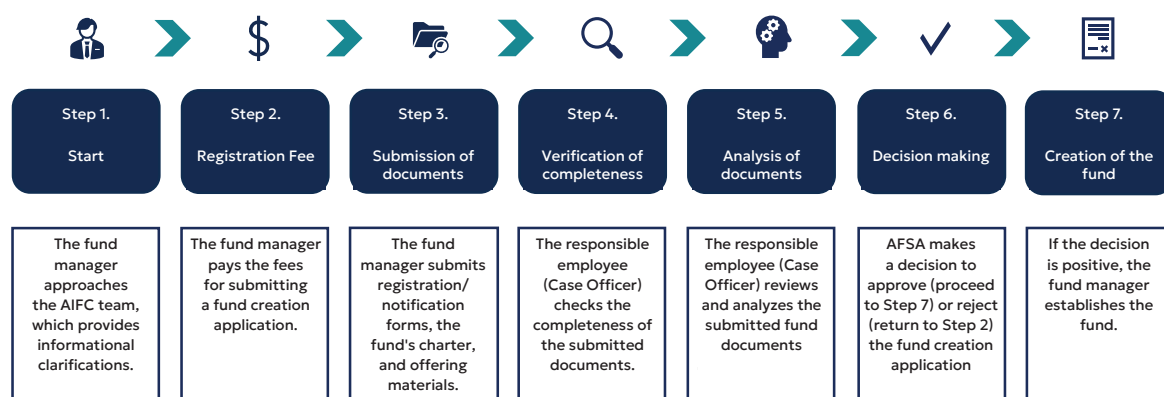 Step 1.
Start
Step 2.
Registration Fee
Step 3.
Submission of
documents
Step 4.
Verification of
completeness
Step 5.
Analysis of
documents
Step 6.
Decision making
Step 7.
Creation of the
fund
The fund
manager
approaches
the AIFC team,
which provides
informational
clarifications.
The fund manager
pays the fees
for submitting
a fund creation
application.
The fund
manager submits
registration/
notification
forms, the
fund's charter,
and offering
materials.
The responsible
employee
(Case Officer)
checks the
completeness of
the submitted
documents.
The responsible
employee (Case
Officer) reviews
and analyzes the
submitted fund
documents
AFSA makes
a decision to
approve (proceed
to Step 7) or reject
(return to Step 2)
the fund creation
application
If the decision
is positive, the
fund manager
establishes the
fund.